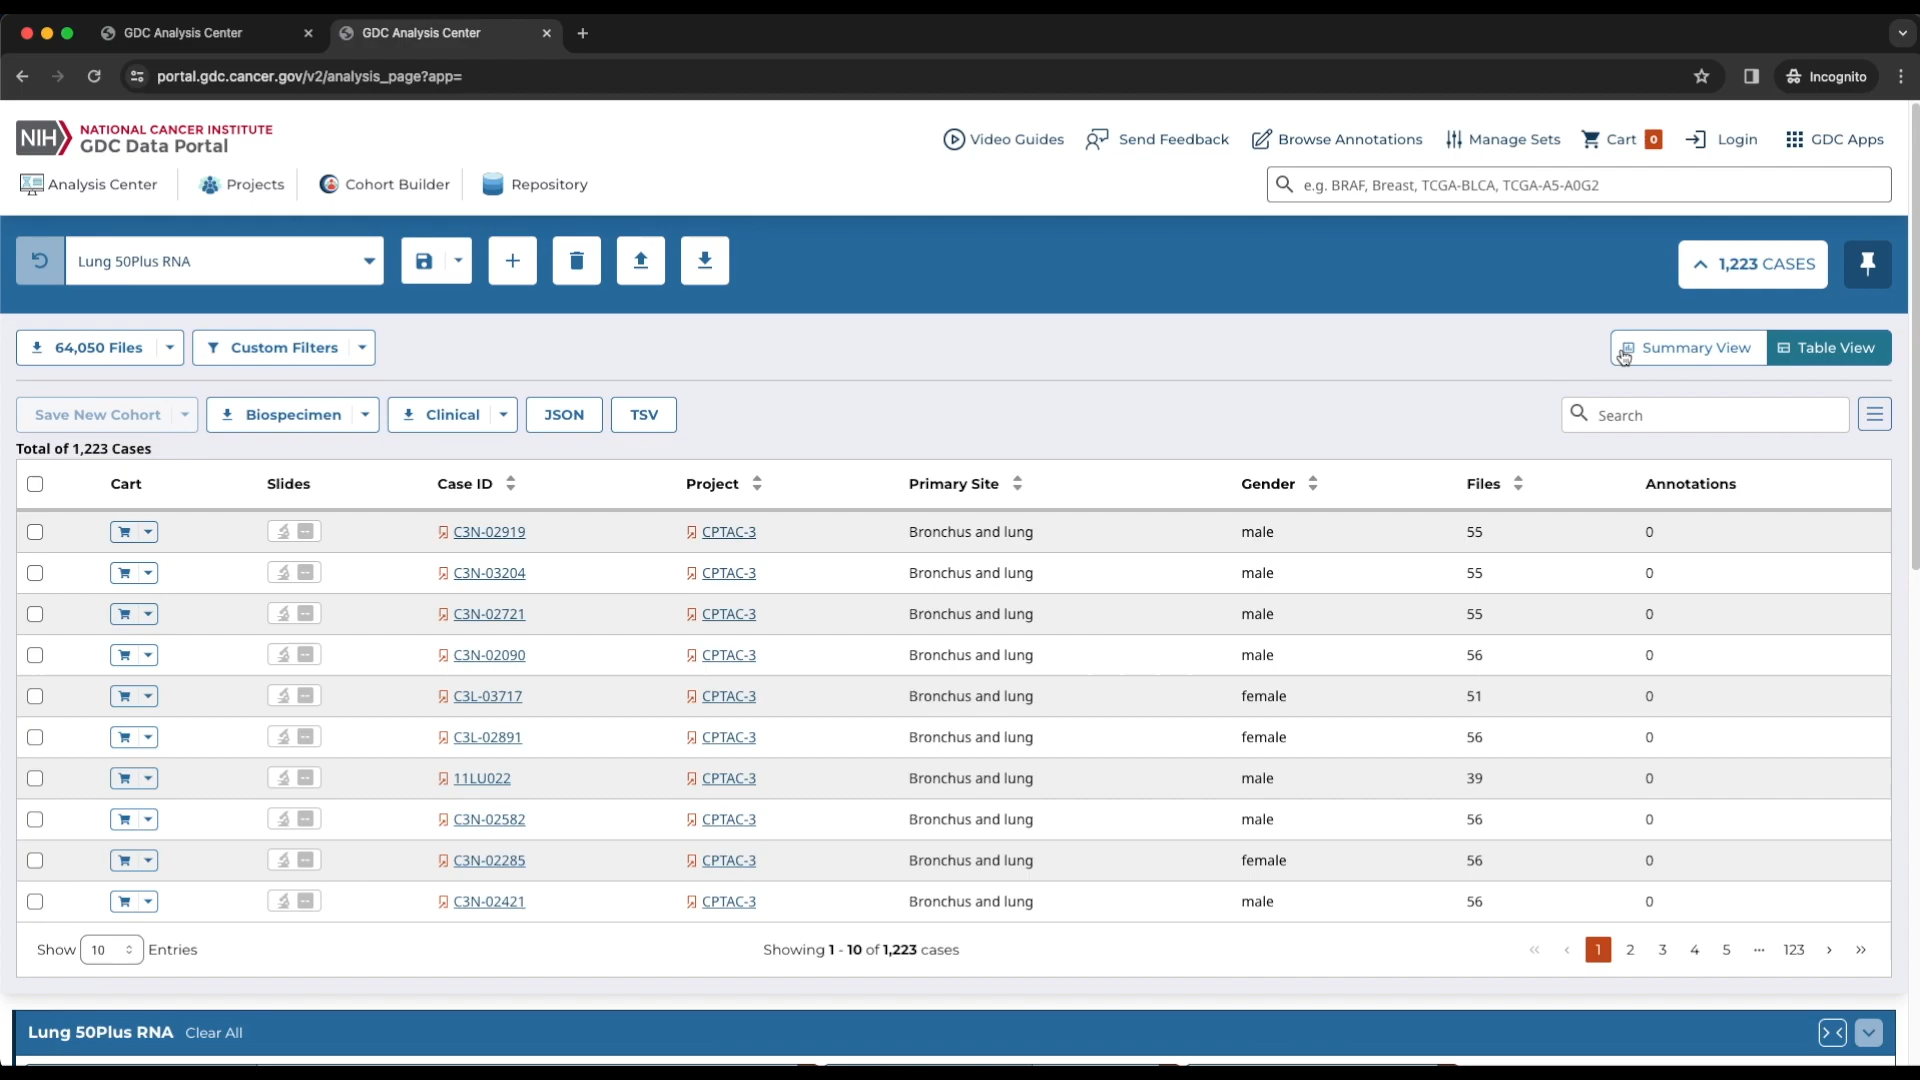 GDC Analysis Center
GDC Analysis Center
portal.gdc.cancer.gov/v2/analysis_page?app=
Incognito
NIH
NATIONAL CANCER INSTITUTE
GDC Data Portal
Video Guides
Send Feedback
Browse Annotations
Manage Sets
Cart 0
Login
GDC Apps
Analysis Center
Projects
Cohort Builder
Repository
e.g. BRAF, Breast, TCGA-BLCA, TCGA-A5-A0G2
Lung 50Plus RNA
1,223 CASES
64,050 Files
Custom Filters
Summary View
Table View
Save New Cohort
Biospecimen
Clinical
JSON
TSV
Search
Total of 1,223 Cases
Cart Slides Case ID Project Primary Site Gender Files Annotations
C3N-02919 CPTAC-3 Bronchus and lung male 55 0
C3N-03204 CPTAC-3 Bronchus and lung male 55 0
C3N-02721 CPTAC-3 Bronchus and lung male 55 0
C3N-02090 CPTAC-3 Bronchus and lung male 56 0
C3L-03717 CPTAC-3 Bronchus and lung female 51 0
C3L-02891 CPTAC-3 Bronchus and lung female 56 0
11LU022 CPTAC-3 Bronchus and lung male 39 0
C3N-02582 CPTAC-3 Bronchus and lung male 56 0
C3N-02285 CPTAC-3 Bronchus and lung female 56 0
C3N-02421 CPTAC-3 Bronchus and lung male 56 0
Show 10 Entries
Showing 1 - 10 of 1,223 cases
« ‹ 1 2 3 4 5 ... 123 › »
Lung 50Plus RNA Clear All